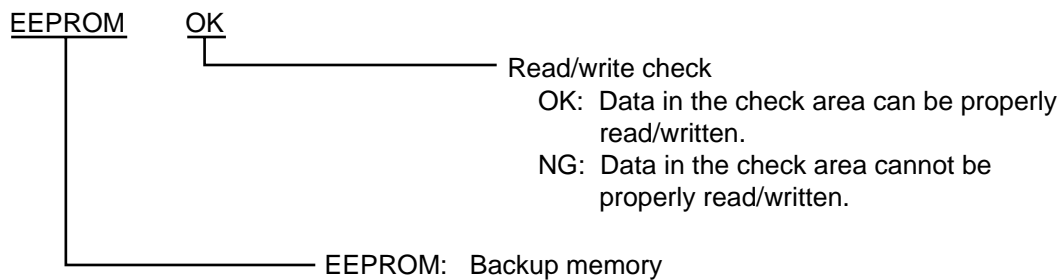 EEPROM OK
Read/write check
OK: Data in the check area can be properly
read/written.
NG: Data in the check area cannot be
properly read/written.
EEPROM: Backup memory